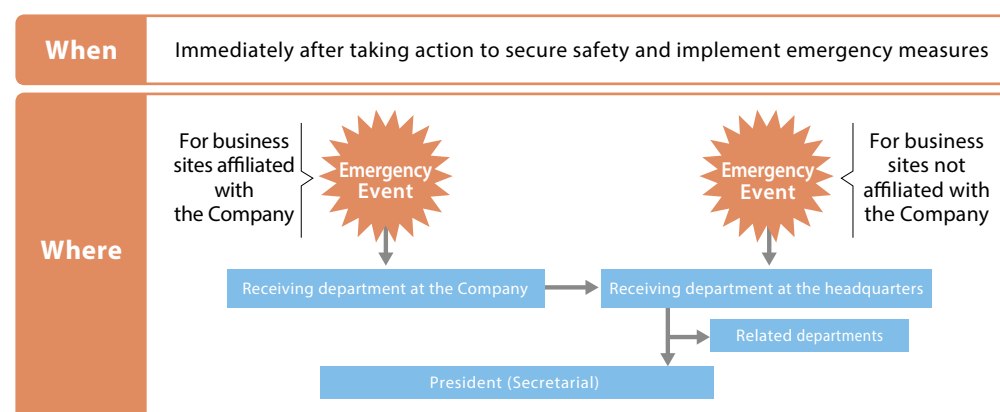 When
Immediately after taking action to secure safety and implement emergency measures
Where
For business
sites affiliated
with
the Company
Emergency
Event
Emergency
Event
For business
sites not
affiliated with
the Company
Receiving department at the Company
Receiving department at the headquarters
Related departments
President (Secretarial)